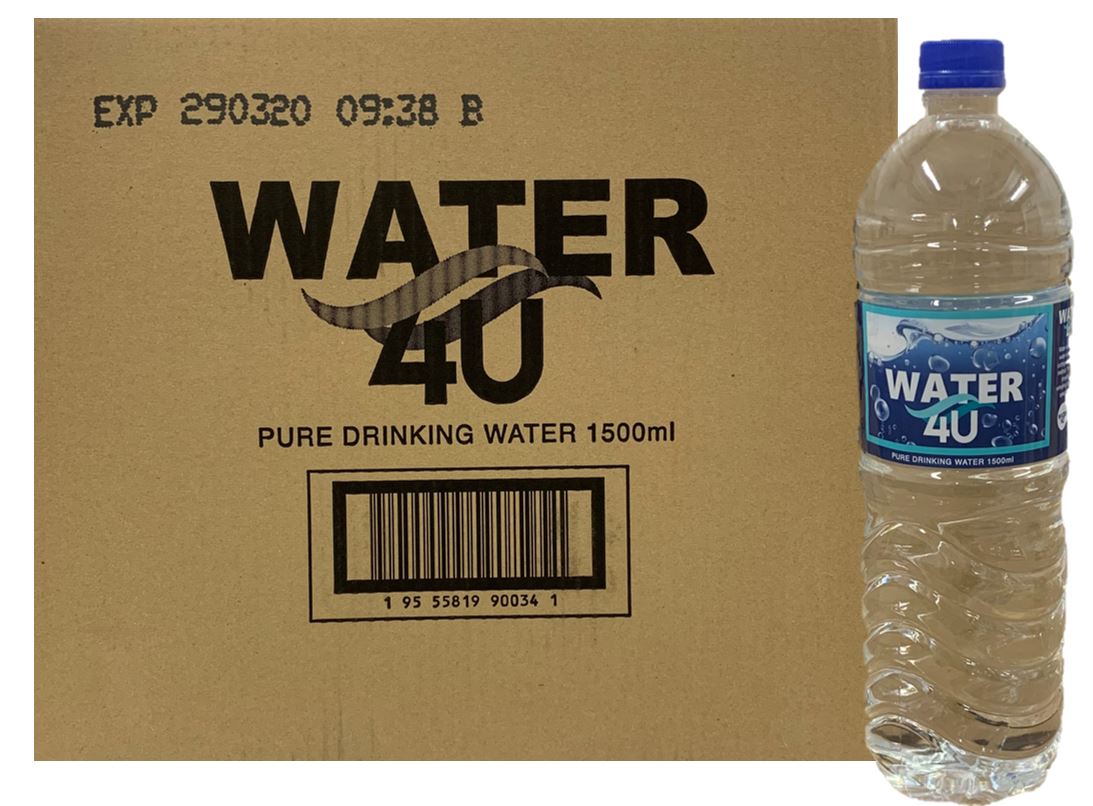 EXP 290320 09:38 B
WATER
4U
PURE DRINKING WATER 1500ml
1 95 55819 90034 1
WATER
4U
PURE DRINKING WATER 1500ml